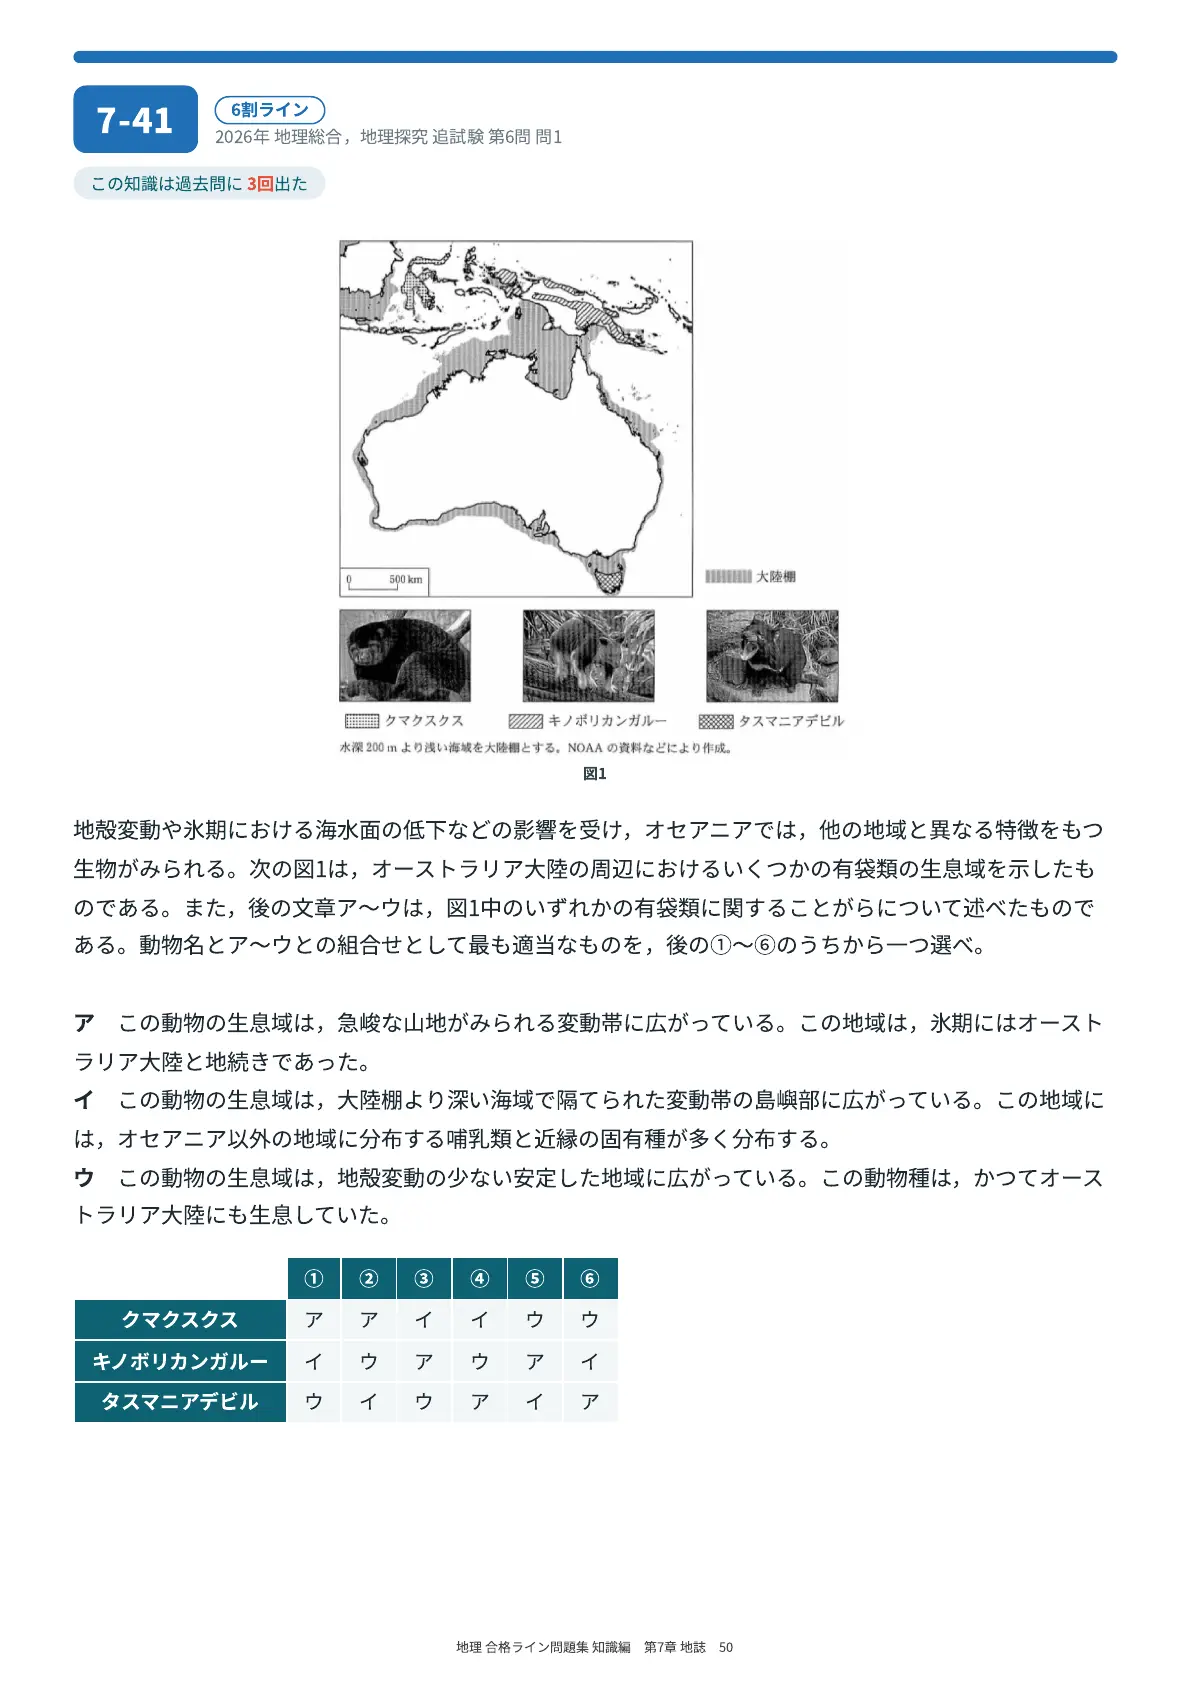 7-41
6割ライン
2026年 地理総合，地理探究 追試験 第6問 問1
この知識は過去問に 3回出た
0 500 km
大陸棚
クマクスクス キノボリカンガルー タスマニアデビル
水深 200 m より浅い海域を大陸棚とする。NOAA の資料などにより作成。
図1
地殻変動や氷期における海水面の低下などの影響を受け，オセアニアでは，他の地域と異なる特徴をもつ
生物がみられる。次の図1は，オーストラリア大陸の周辺におけるいくつかの有袋類の生息域を示したも
のである。また，後の文章ア～ウは，図1中のいずれかの有袋類に関することがらについて述べたもので
ある。動物名とア～ウとの組合せとして最も適当なものを，後の①～⑥のうちから一つ選べ。
ア　この動物の生息域は，急峻な山地がみられる変動帯に広がっている。この地域は，氷期にはオースト
ラリア大陸と地続きであった。
イ　この動物の生息域は，大陸棚より深い海域で隔てられた変動帯の島嶼部に広がっている。この地域に
は，オセアニア以外の地域に分布する哺乳類と近縁の固有種が多く分布する。
ウ　この動物の生息域は，地殻変動の少ない安定した地域に広がっている。この動物種は，かつてオース
トラリア大陸にも生息していた。
① ② ③ ④ ⑤ ⑥
クマクスクス ア ア イ イ ウ ウ
キノボリカンガルー イ ウ ア ウ ア イ
タスマニアデビル ウ イ ウ ア イ ア
地理 合格ライン問題集 知識編　第7章 地誌　50